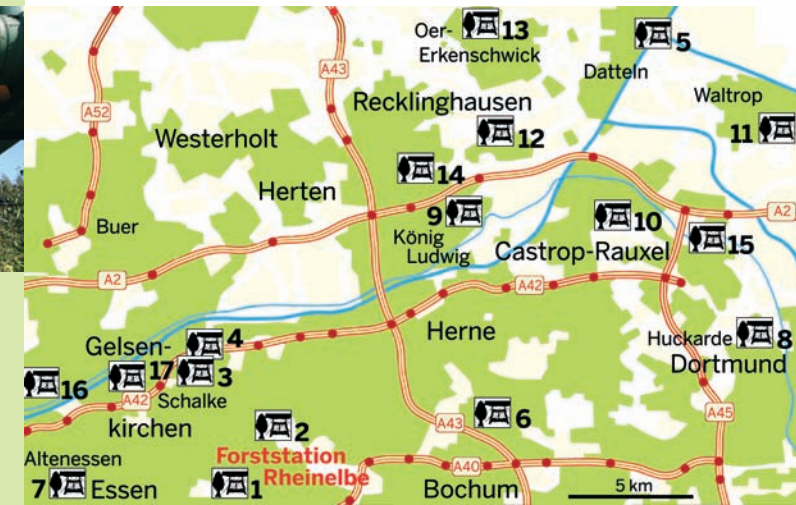 Oer-
Erkenschwick
13
5
Datteln
A43
Waltrop
A52
Recklinghausen
11
12
Westerholt
14
Herten
9
10
A2
Buer
König
Ludwig
Castrop-Rauxel
15
A2
A42
Gelsen-
4
Herne
Huckarde
8
Dortmund
16
17
3
A42
Schalke
kirchen
2
A43
6
A45
Forststation
Rheinelbe
Altenessen
A40
7
Essen
1
Bochum
5 km